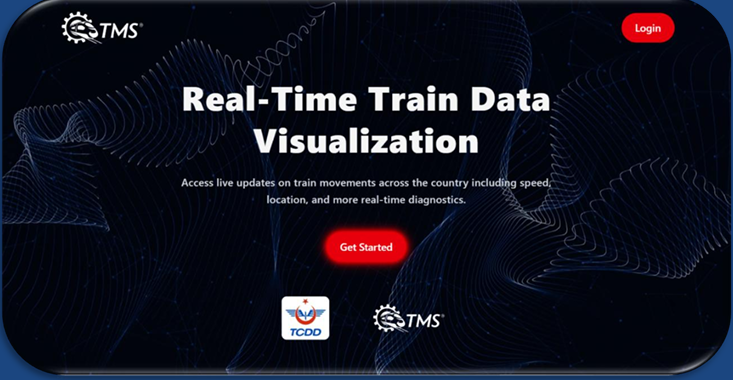 TMS®
Login
Real-Time Train Data
Visualization
Access live updates on train movements across the country including speed,
location, and more real-time diagnostics.
Get Started
TCDD
TMS®